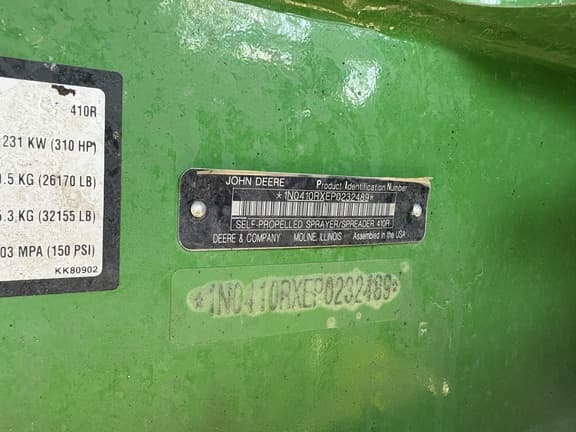 410R
231 KW (310 HP)
.5 KG (26170 LB)
.3 KG (32155 LB)
03 MPA (150 PSI)
KK80902
JOHN DEERE Product Identification Number
*1N0410RXEP0232489*
SELF-PROPELLED SPRAYER/SPREADER 410R
DEERE & COMPANY MOLINE, ILLINOIS Assembled in the USA
*1N0410RXEP0232489*